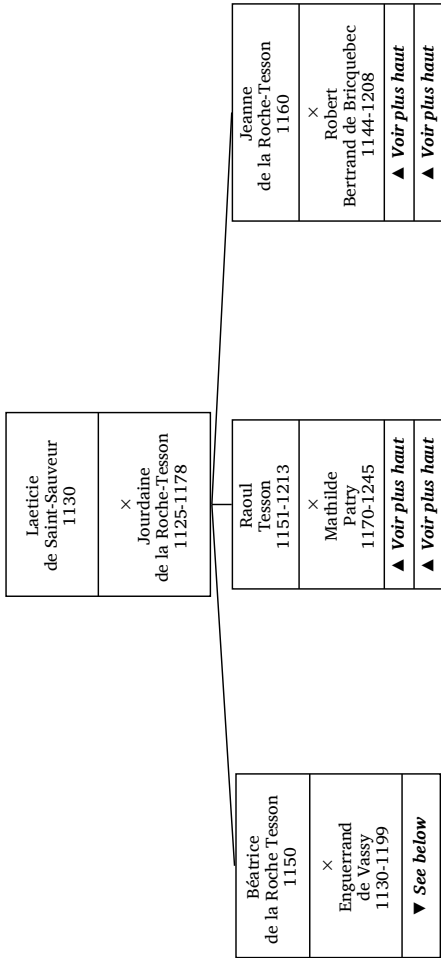 Laeticie
de Saint-Sauveur
1130
×
Jourdaine
de la Roche-Tesson
1125-1178
Béatrice
de la Roche Tesson
1150
×
Enguerrand
de Vassy
1130-1199
▼ See below
Raoul
Tesson
1151-1213
×
Mathilde
Patry
1170-1245
▲ Voir plus haut
▲ Voir plus haut
Jeanne
de la Roche-Tesson
1160
×
Robert
Bertrand de Bricquebec
1144-1208
▲ Voir plus haut
▲ Voir plus haut